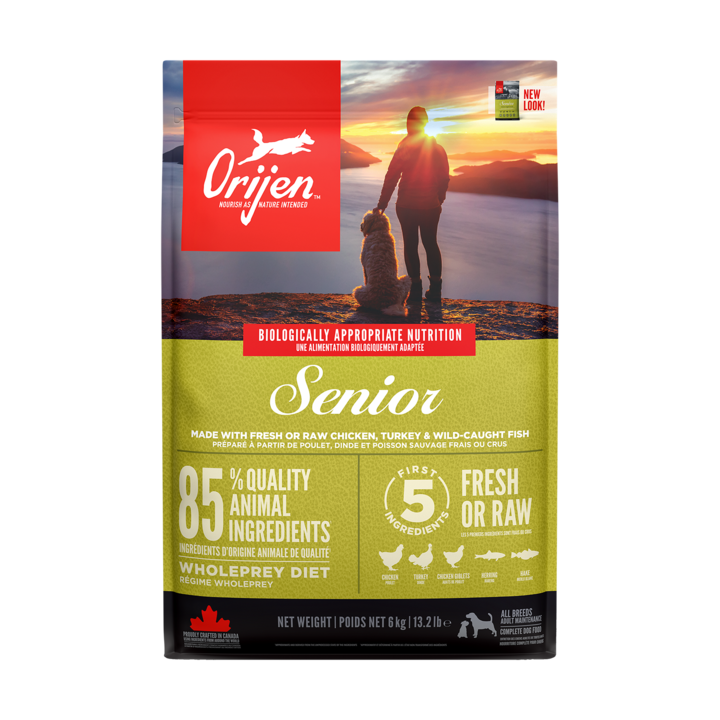 NEW
LOOK!
Senior
Orijen™
NOURISH AS NATURE INTENDED
BIOLOGICALLY APPROPRIATE NUTRITION
UNE ALIMENTATION BIOLOGIQUEMENT ADAPTÉE
Senior
MADE WITH FRESH OR RAW CHICKEN, TURKEY & WILD-CAUGHT FISH
PRÉPARÉ À PARTIR DE POULET, DINDE ET POISSON SAUVAGE FRAIS OU CRUS
85% QUALITY
ANIMAL
INGREDIENTS
INGRÉDIENTS D'ORIGINE ANIMALE DE QUALITÉ
WHOLEPREY DIET
RÉGIME WHOLEPREY
FIRST
5
INGREDIENTS
FRESH
OR RAW
CHICKEN
TURKEY
CHICKEN GIBLETS
HERRING
HAKE
PROUDLY CRAFTED IN CANADA
NET WEIGHT | POIDS NET 6 kg | 13.2 lb e
ALL BREEDS
ADULT MAINTENANCE
COMPLETE DOG FOOD